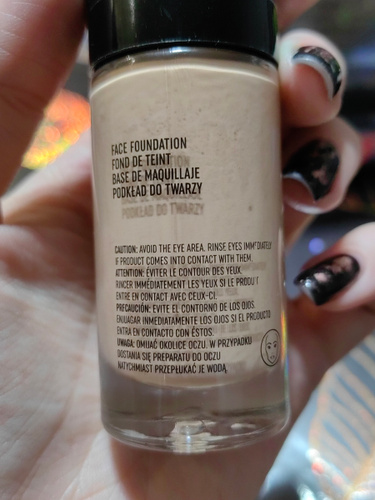 FACE FOUNDATION
FOND DE TEINT
BASE DE MAQUILLAJE
PODKŁAD DO TWARZY
CAUTION: AVOID THE EYE AREA. RINSE EYES IMMEDIATELY
IF PRODUCT COMES INTO CONTACT WITH THEM.
ATTENTION: ÉVITER LE CONTOUR DES YEUX.
RINCER IMMÉDIATEMENT LES YEUX SI LE PRODUIT
ENTRE EN CONTACT AVEC CEUX-CI.
PRECAUCIÓN: EVITE EL CONTORNO DE LOS OJOS.
ENJUAGAR INMEDIATAMENTE LOS OJOS SI EL PRODUCTO
ENTRA EN CONTACTO CON ÉSTOS.
UWAGA: OMIJAĆ OKOLICE OCZU. W PRZYPADKU
DOSTANIA SIĘ PREPARATU DO OCZU
NATYCHMIAST PRZEPŁUKAĆ JE WODĄ.